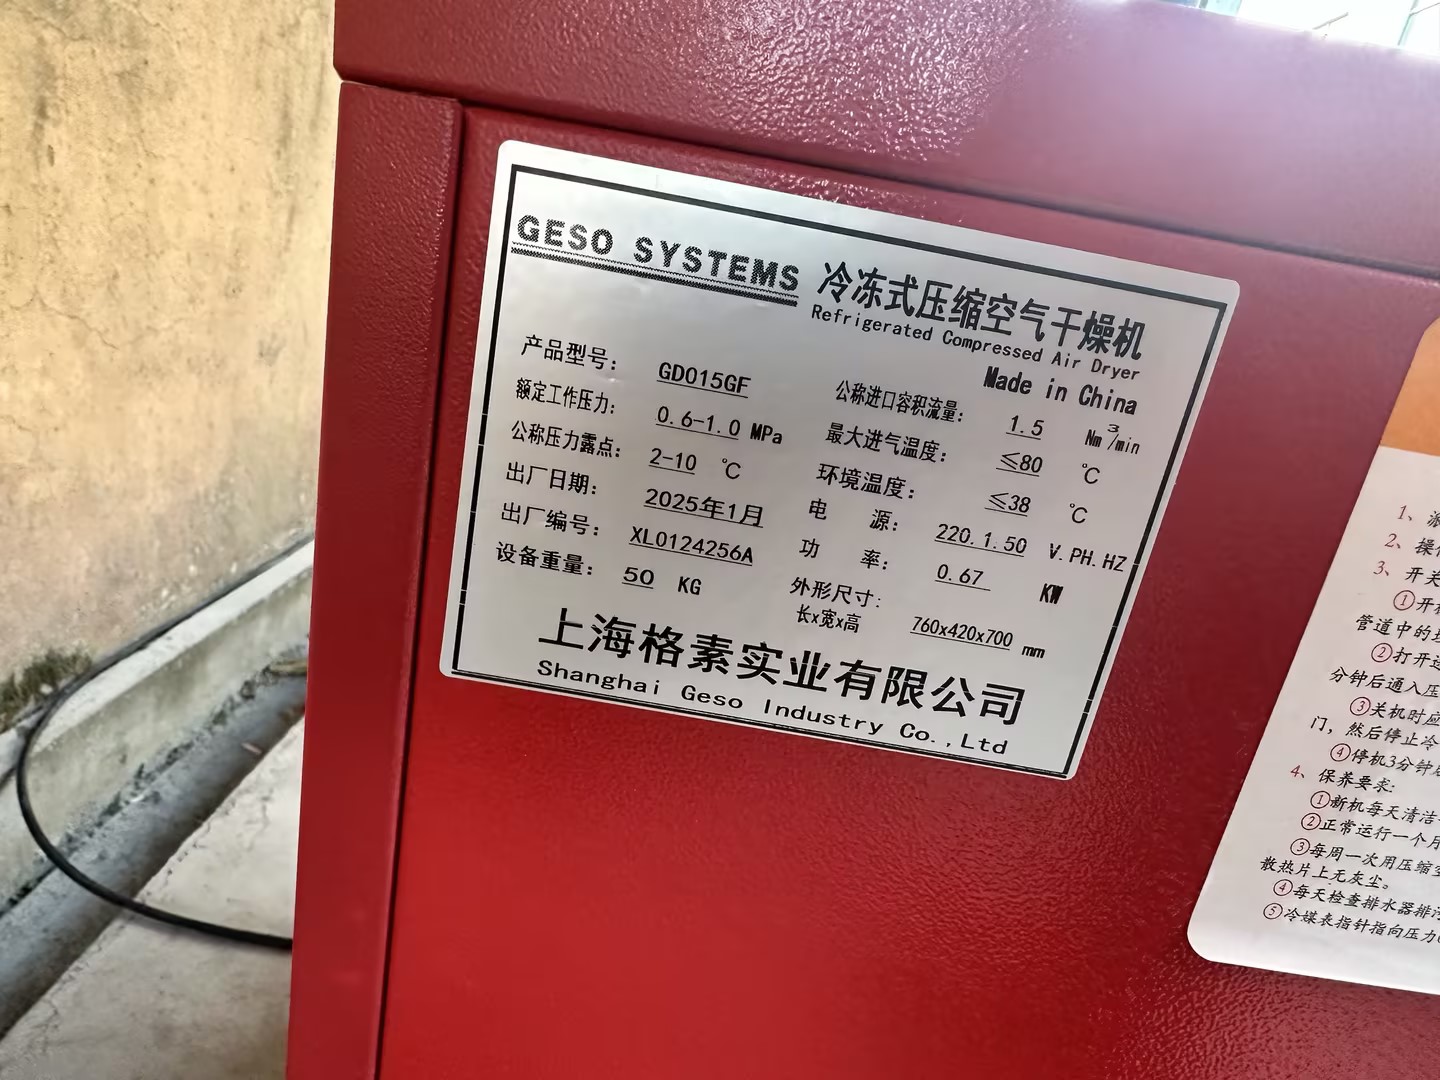 GESO SYSTEMS 冷冻式压缩空气干燥机
Refrigerated Compressed Air Dryer
Made in China
产品型号: GD015GF
额定工作压力: 0.6-1.0 MPa
公称压力露点: 2-10 ℃
出厂日期: 2025年1月
出厂编号: XL0124256A
设备重量: 50 KG
公称进口容积流量: 1.5 Nm³/min
最大进气温度: ≤80 ℃
环境温度: ≤38 ℃
电 源: 220.1.50 V.PH.HZ
功 率: 0.67 KW
外形尺寸:
长x宽x高 760x420x700 mm
上海格素实业有限公司
Shanghai Geso Industry Co.,Ltd
1、
2、操
3、开关
①开
管道中的
②打开
分钟后通入压
③关机时应
门，然后停止冷
④停机3分钟
4、保养要求:
①新机每天清洁
②正常运行一个月
③每周一次用压缩空
散热片上无灰尘。
④每天检查排水器排
⑤冷媒表指针指向压力